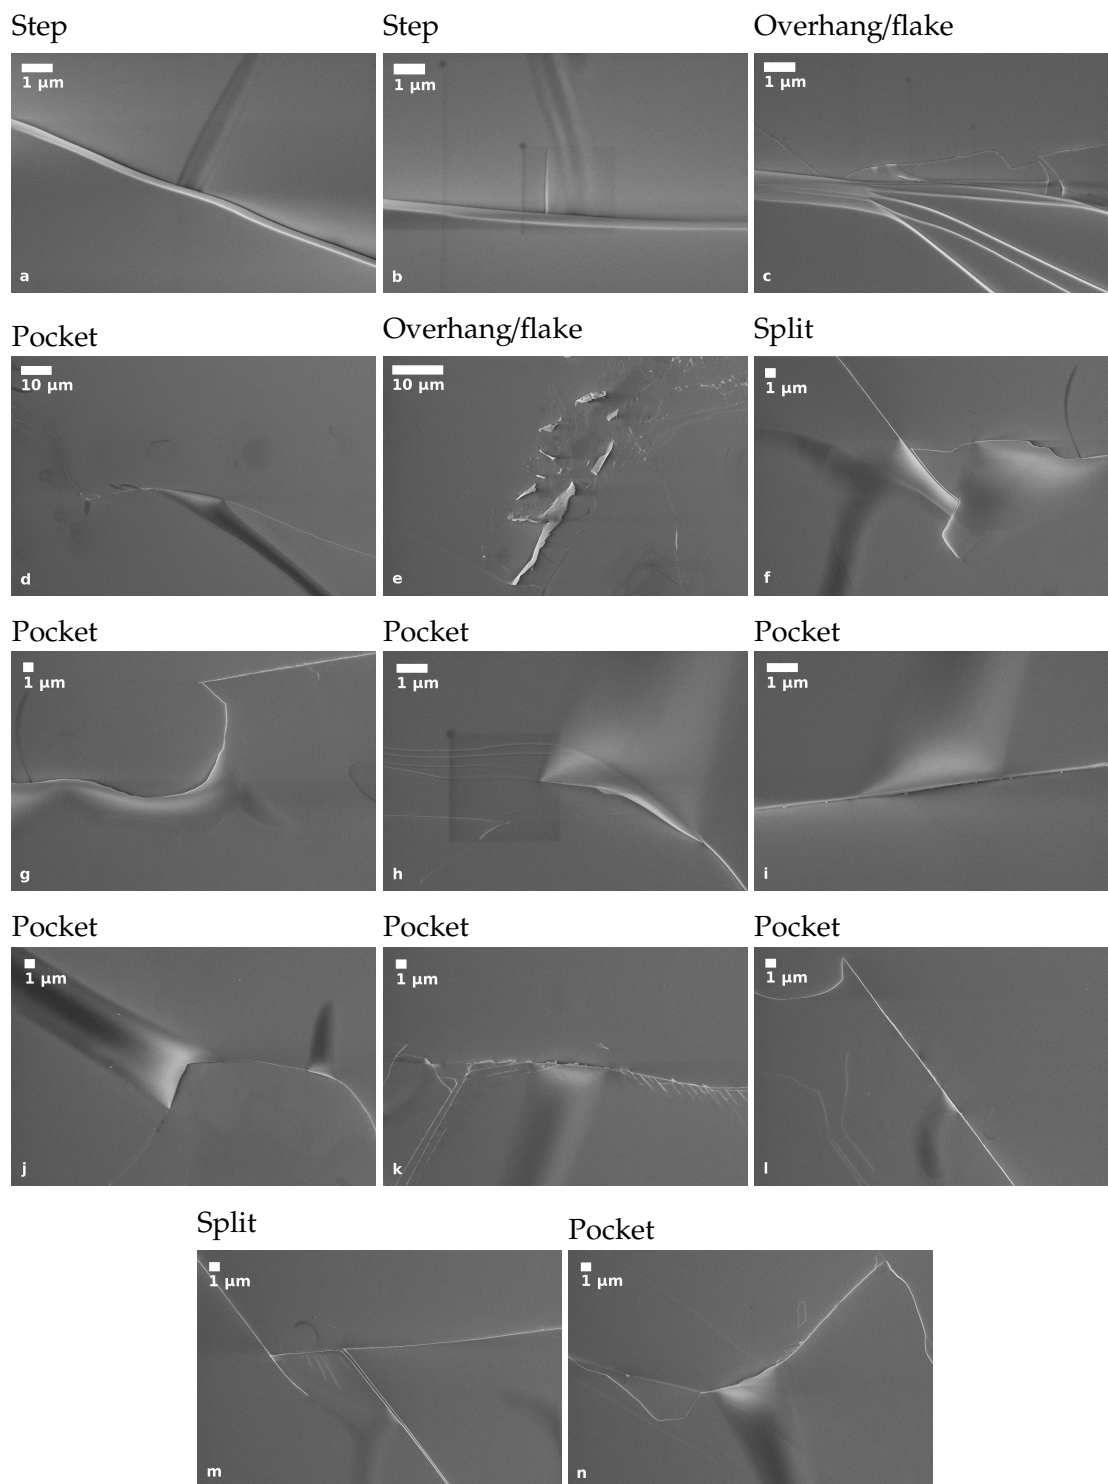 Step
Step
Overhang/flake
1 μm
a
1 μm
b
1 μm
c
Pocket
Overhang/flake
Split
10 μm
d
10 μm
e
1 μm
f
Pocket
Pocket
Pocket
1 μm
g
1 μm
h
1 μm
i
Pocket
Pocket
Pocket
1 μm
j
1 μm
k
1 μm
l
Split
Pocket
1 μm
m
1 μm
n